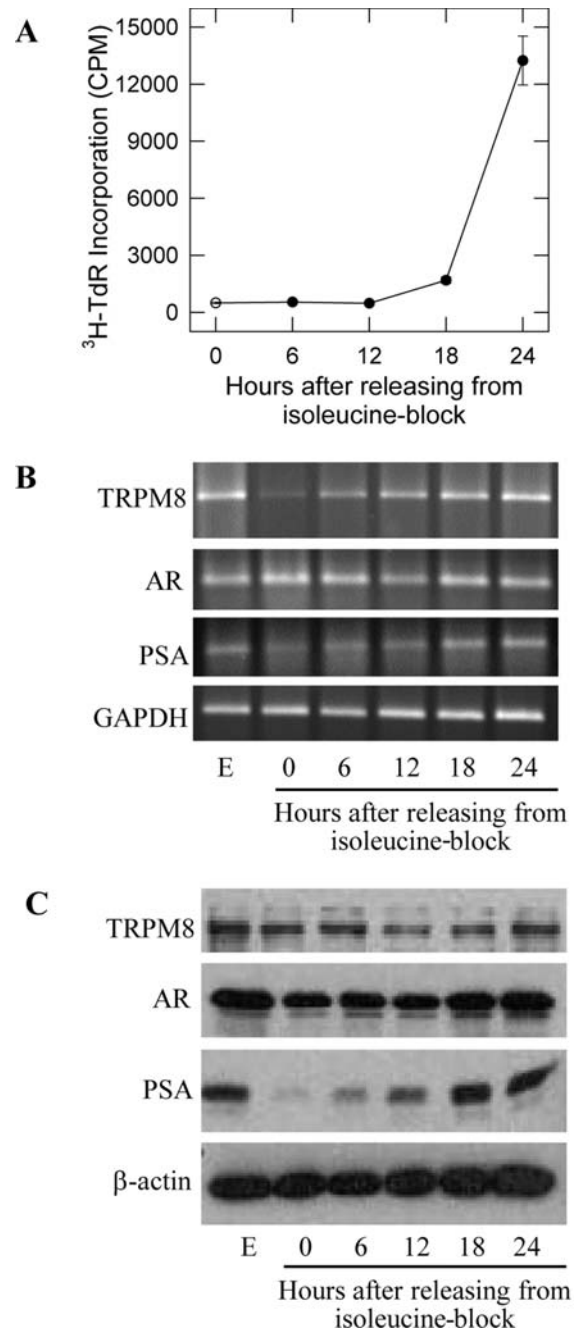 A
15000
12000
9000
6000
3000
0
³H-TdR Incorporation (CPM)
0 6 12 18 24
Hours after releasing from
isoleucine-block
B
TRPM8
AR
PSA
GAPDH
E 0 6 12 18 24
Hours after releasing from
isoleucine-block
C
TRPM8
AR
PSA
β-actin
E 0 6 12 18 24
Hours after releasing from
isoleucine-block